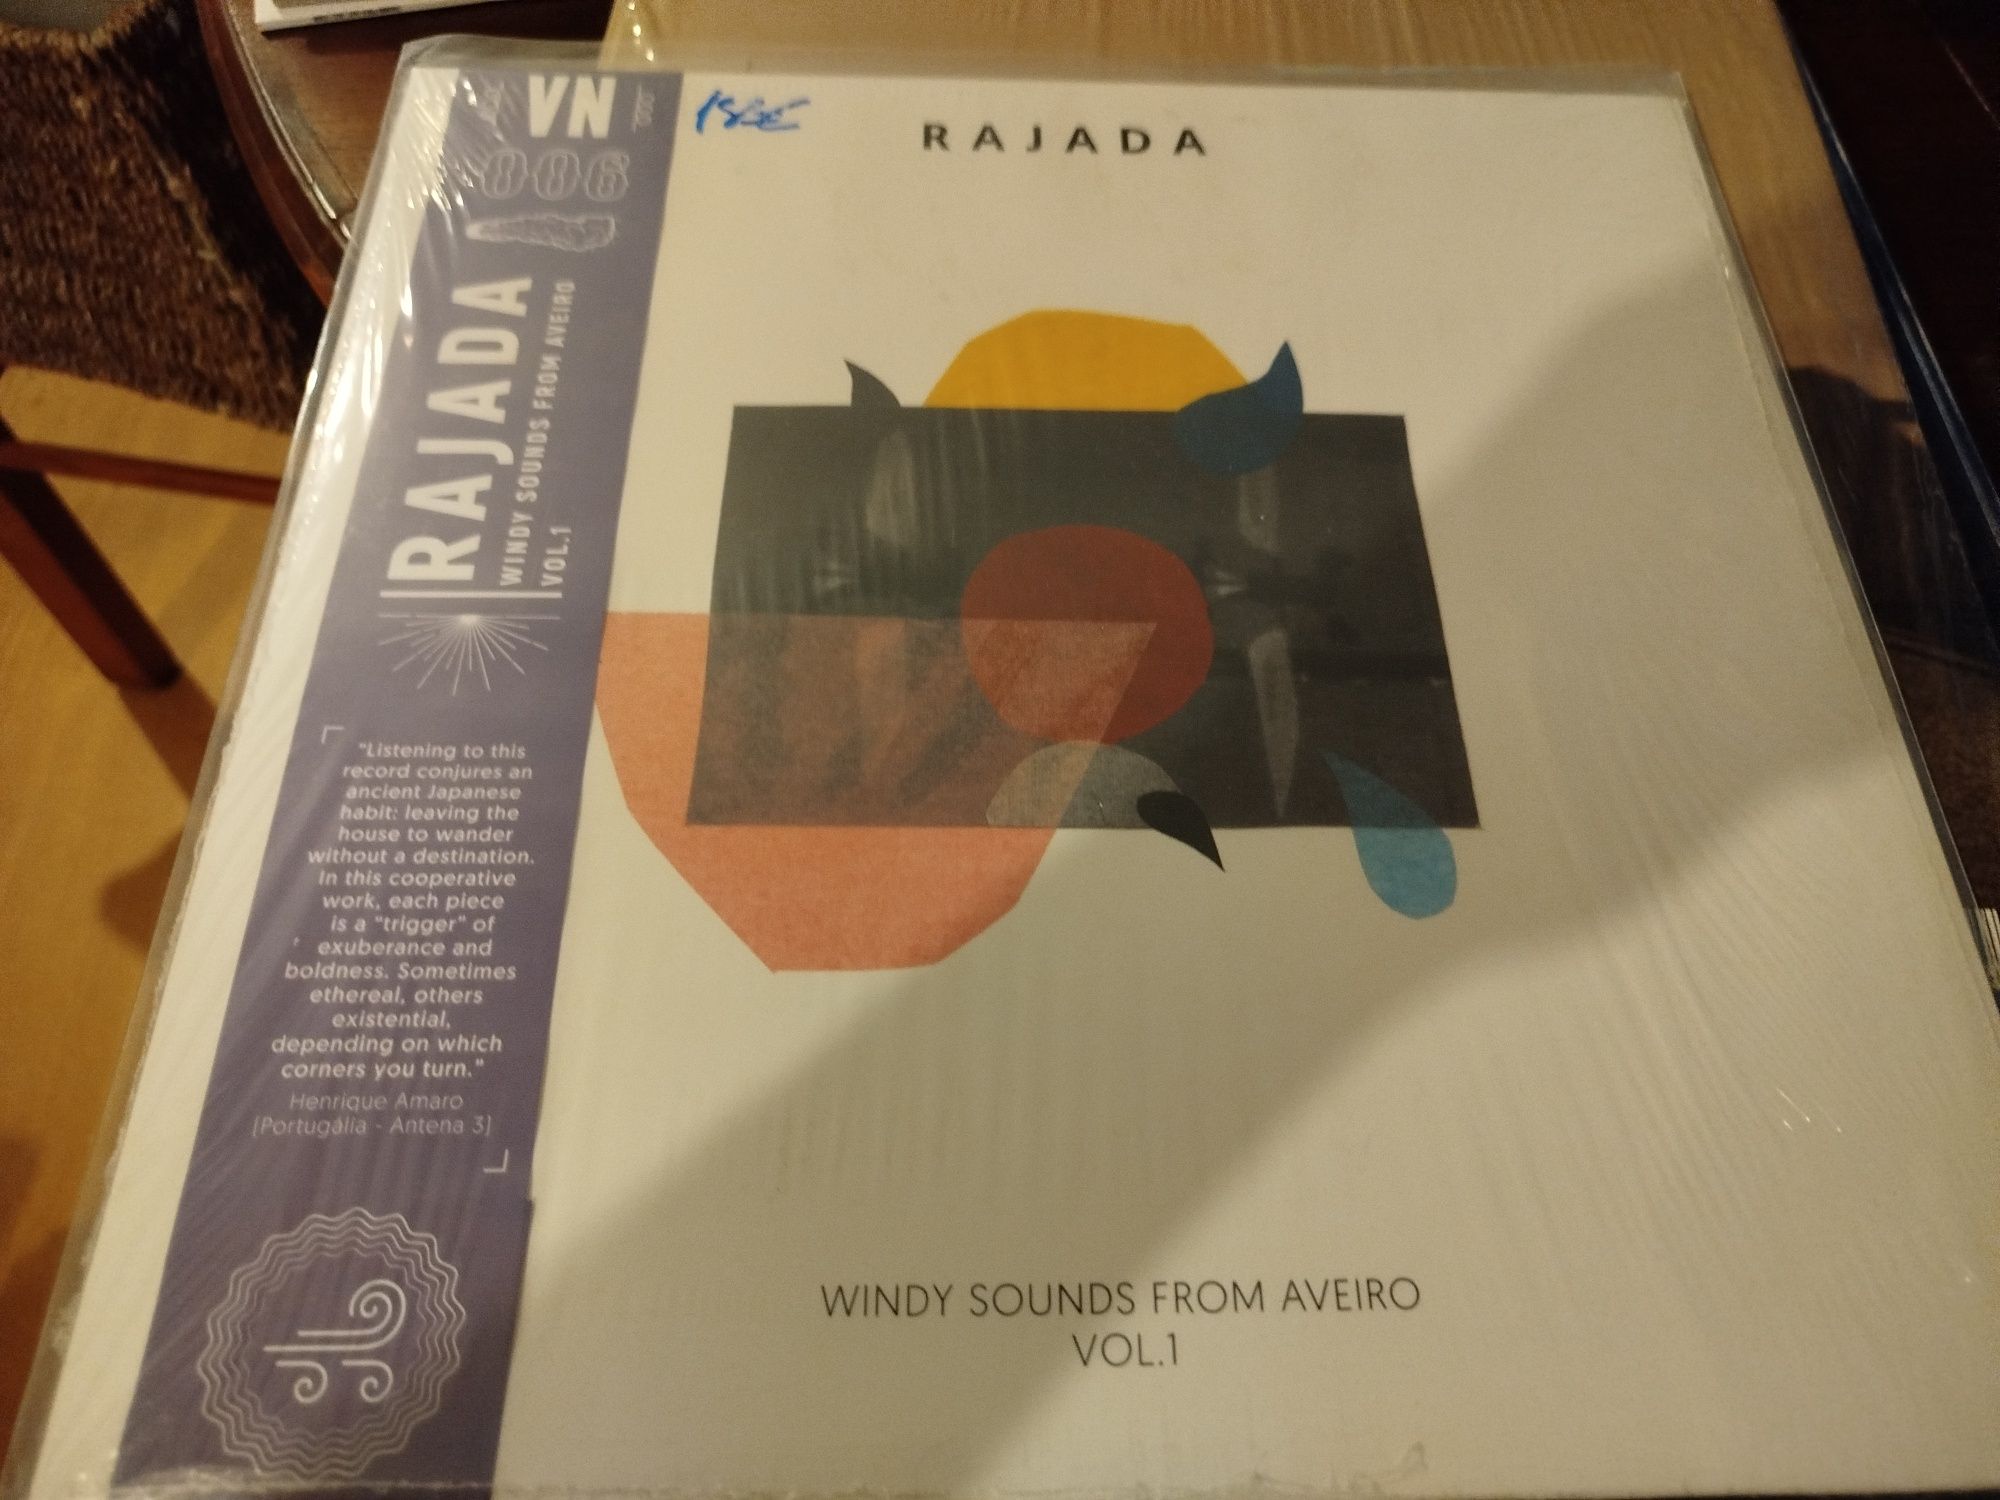 VN
006
RAJADA
WINDY SOUNDS FROM AVEIRO
VOL.1
"Listening to this
record conjures an
ancient Japanese
habit: leaving the
house to wander
without a destination.
In this cooperative
work, each piece
is a "trigger" of
exuberance and
boldness. Sometimes
ethereal, others
existential,
depending on which
corners you turn."
Henrique Amaro
[Portugália - Antena 3]
RAJADA
WINDY SOUNDS FROM AVEIRO
VOL.1